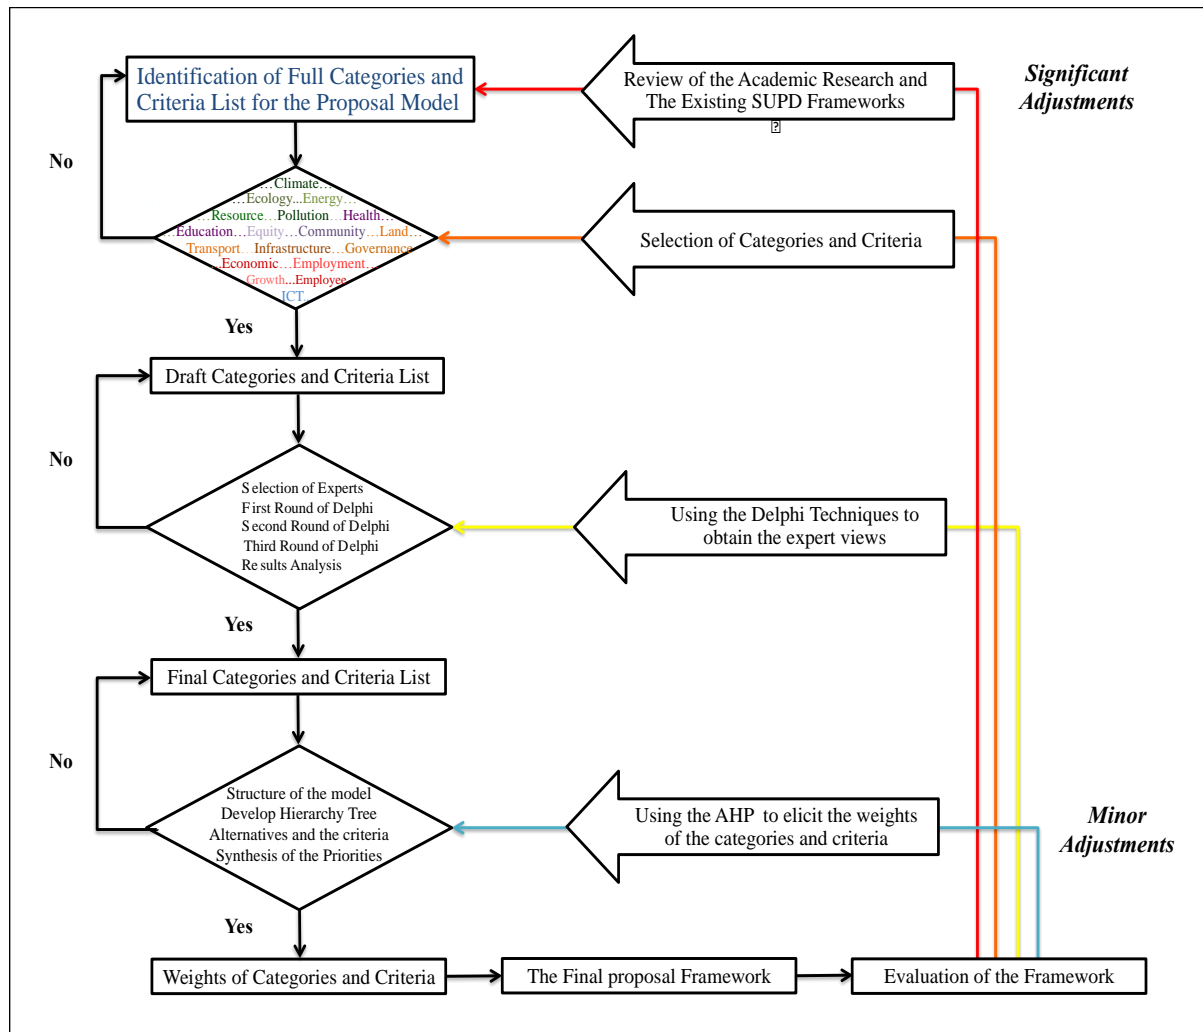 Identification of Full Categories and
Criteria List for the Proposal Model
Review of the Academic Research and
The Existing SUPD Frameworks
Significant
Adjustments
No
…Climate…
…Ecology...Energy…
Resource…Pollution…Health…
…Education…Equity…Community…Land…
Transport…Infrastructure…Governance
...Economic…Employment…
Growth...Employee
ICT...
Selection of Categories and Criteria
Yes
Draft Categories and Criteria List
No
Selection of Experts
First Round of Delphi
Second Round of Delphi
Third Round of Delphi
Results Analysis
Using the Delphi Techniques to
obtain the expert views
Yes
Final Categories and Criteria List
No
Structure of the model
Develop Hierarchy Tree
Alternatives and the criteria
Synthesis of the Priorities
Using the AHP to elicit the weights
of the categories and criteria
Minor
Adjustments
Yes
Weights of Categories and Criteria
The Final proposal Framework
Evaluation of the Framework